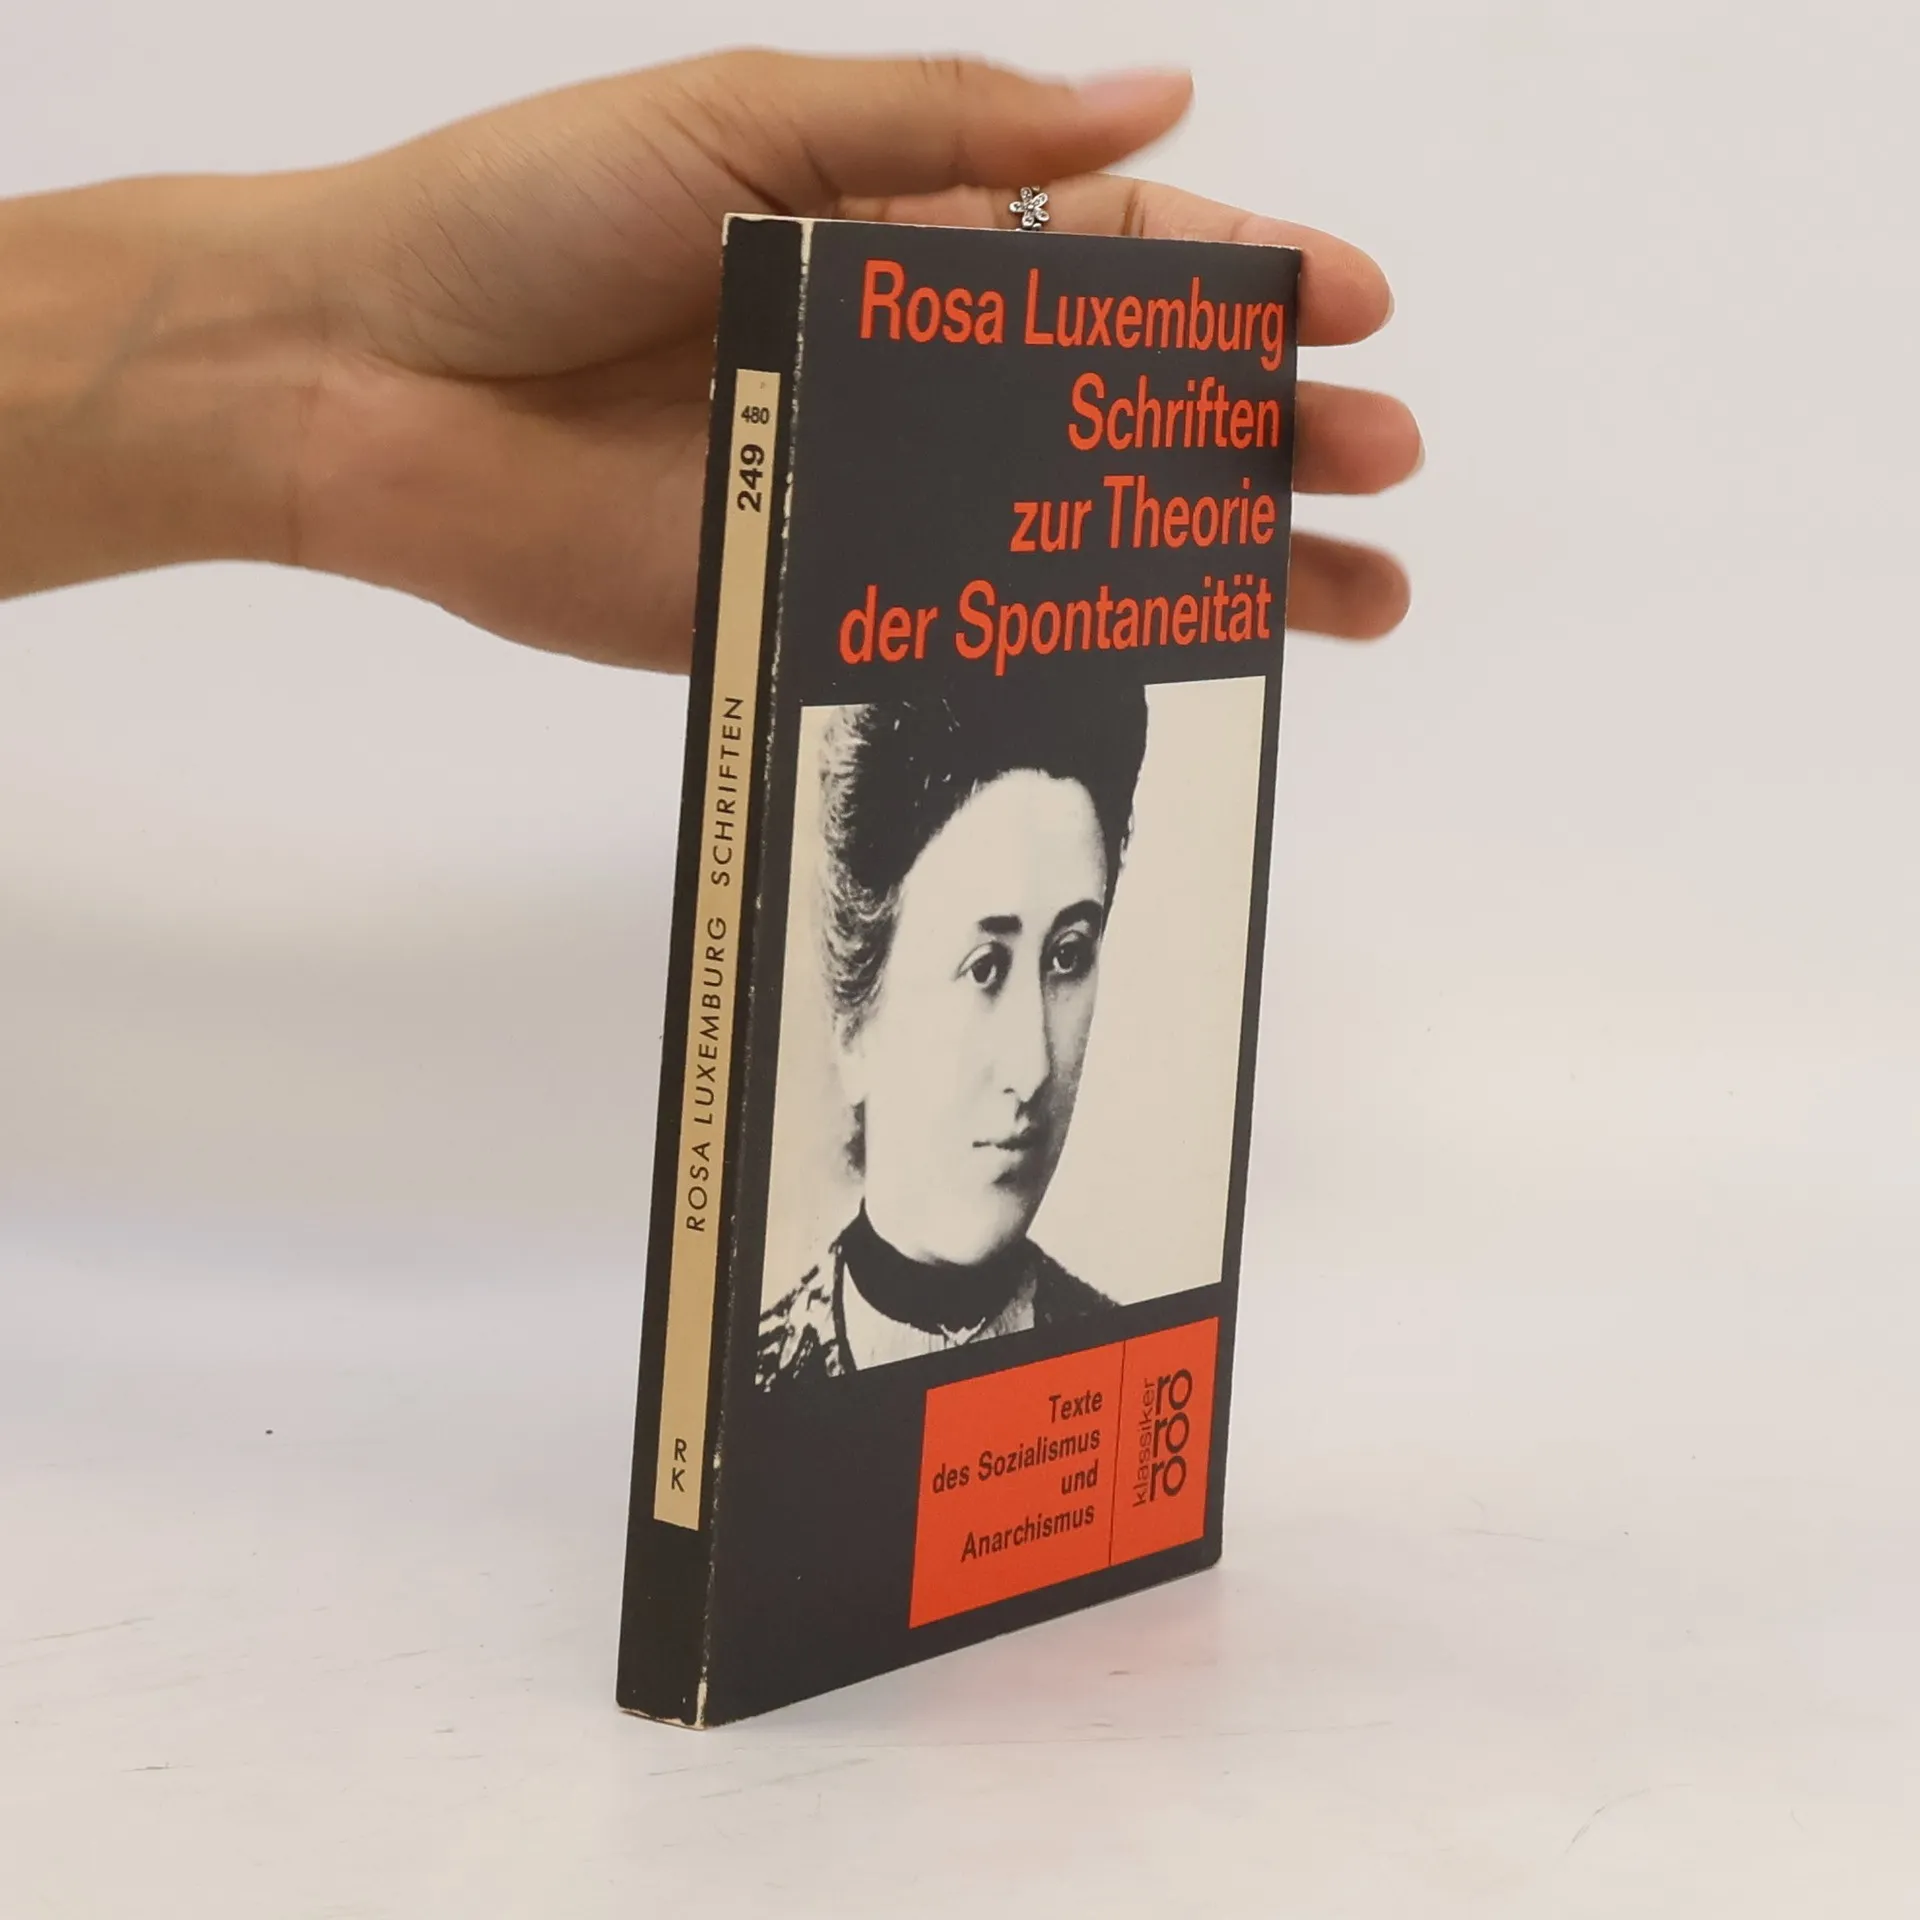 Rosa Luxemburg
Schriften
zur Theorie
der Spontaneität
Texte
des Sozialismus
und
Anarchismus
klassiker
ro
ro
ro
480
249
ROSA LUXEMBURG SCHRIFTEN
RK